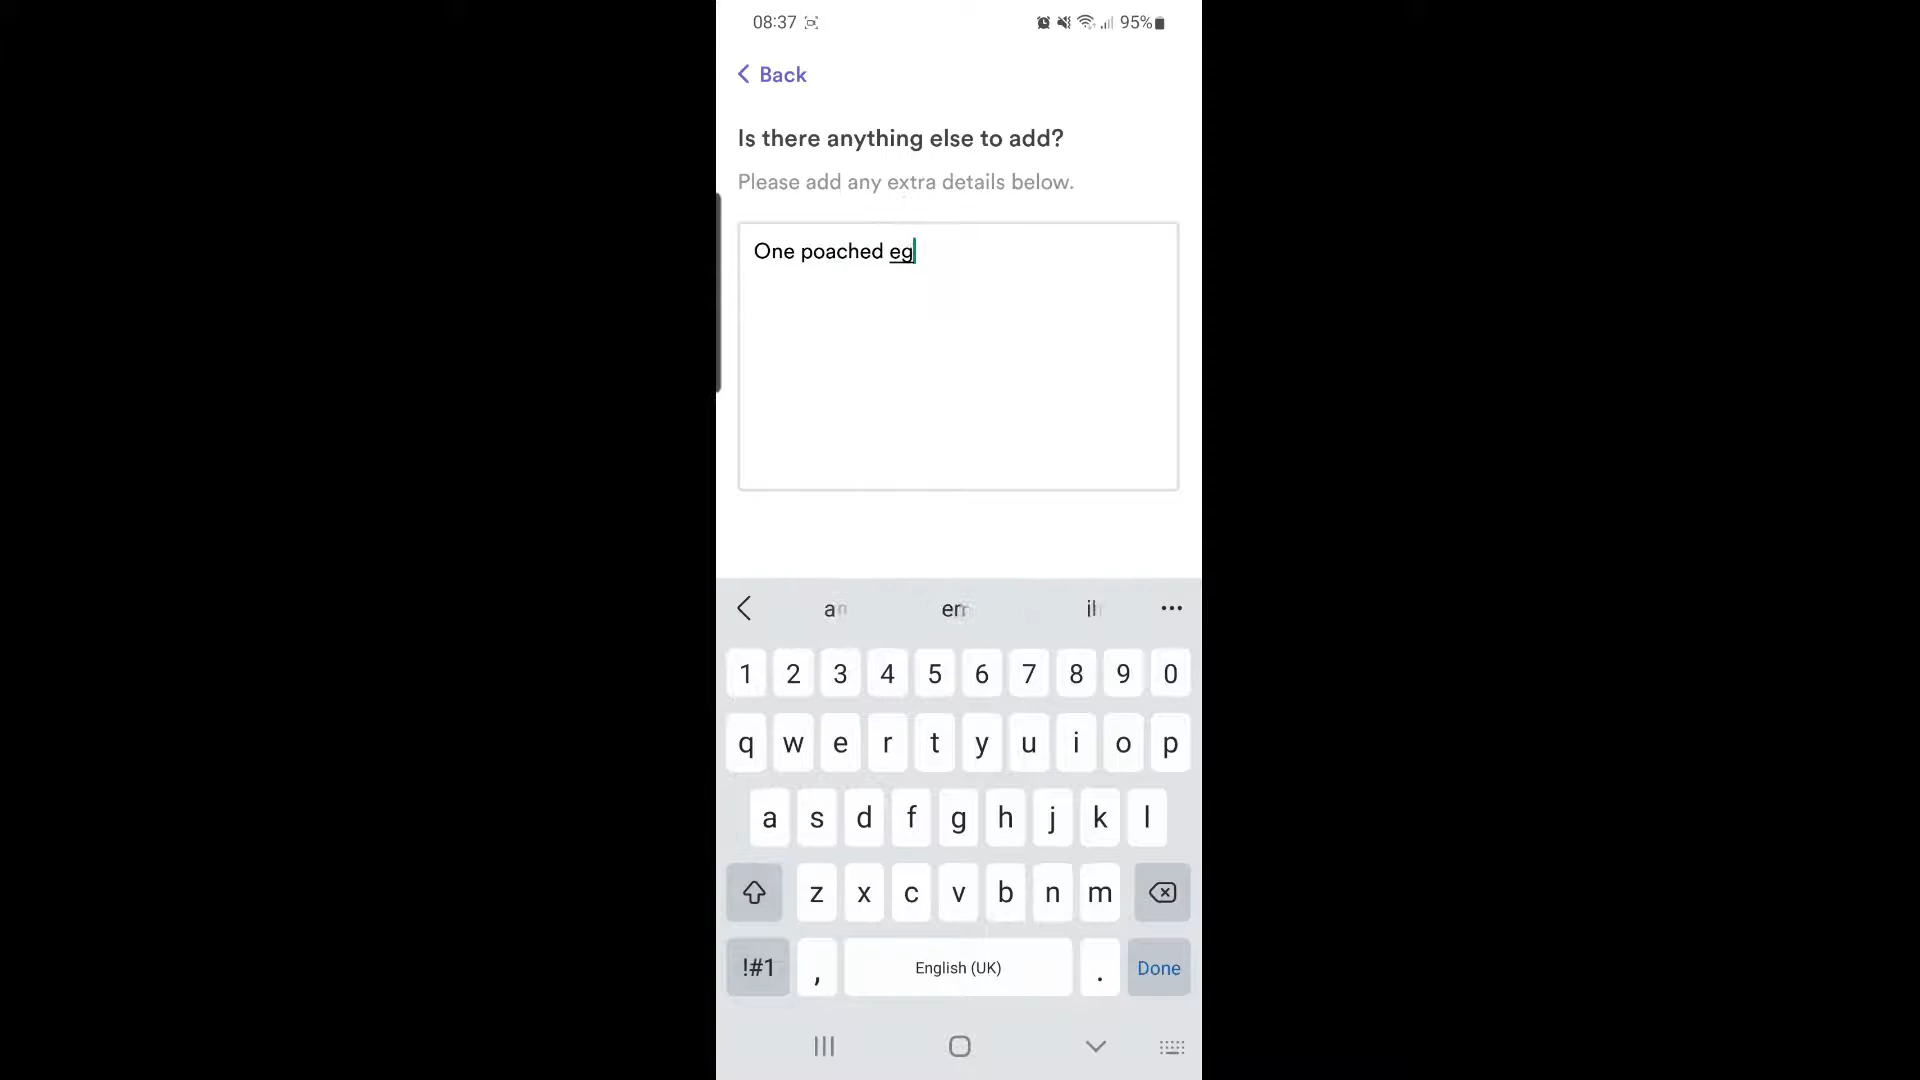 08:37 95%
Back
Is there anything else to add?
Please add any extra details below.
One poached eg
1 2 3 4 5 6 7 8 9 0
q w e r t y u i o p
a s d f g h j k l
z x c v b n m
!#1 , English (UK) . Done